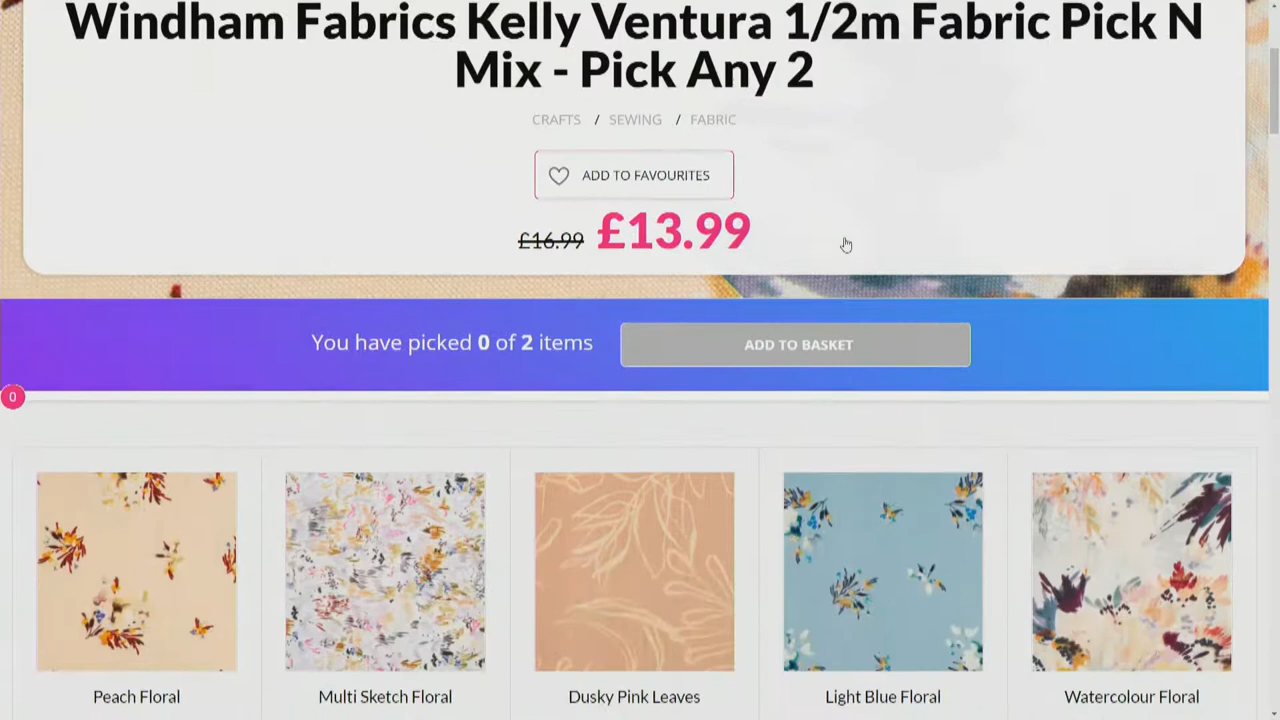 Windham Fabrics Kelly Ventura 1/2m Fabric Pick N
Mix - Pick Any 2
CRAFTS / SEWING / FABRIC
ADD TO FAVOURITES
£16.99 £13.99
You have picked 0 of 2 items
ADD TO BASKET
0
Peach Floral
Multi Sketch Floral
Dusky Pink Leaves
Light Blue Floral
Watercolour Floral